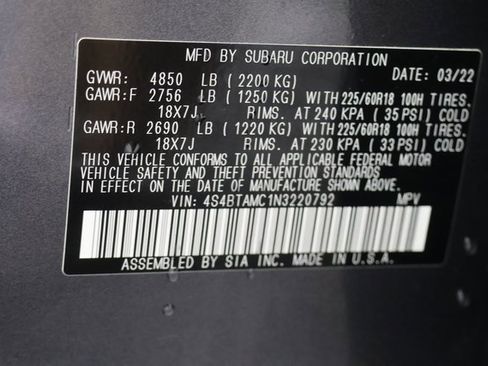 MFD BY SUBARU CORPORATION
GVWR: 4850 LB (2200 KG) DATE: 03/22
GAWR:F 2756 LB (1250 KG) WITH 225/60R18 100H TIRES.
18X7J RIMS. AT 240 KPA (35 PSI) COLD
GAWR:R 2690 LB (1220 KG) WITH 225/60R18 100H TIRES.
18X7J RIMS. AT 230 KPA (33 PSI) COLD
THIS VEHICLE CONFORMS TO ALL APPLICABLE FEDERAL MOTOR
VEHICLE SAFETY AND THEFT PREVENTION STANDARDS
IN EFFECT ON THE DATE OF MANUFACTURE SHOWN ABOVE.
VIN: 4S4BTAMC1N3220792 MPV
ASSEMBLED BY SIA INC. MADE IN U.S.A.